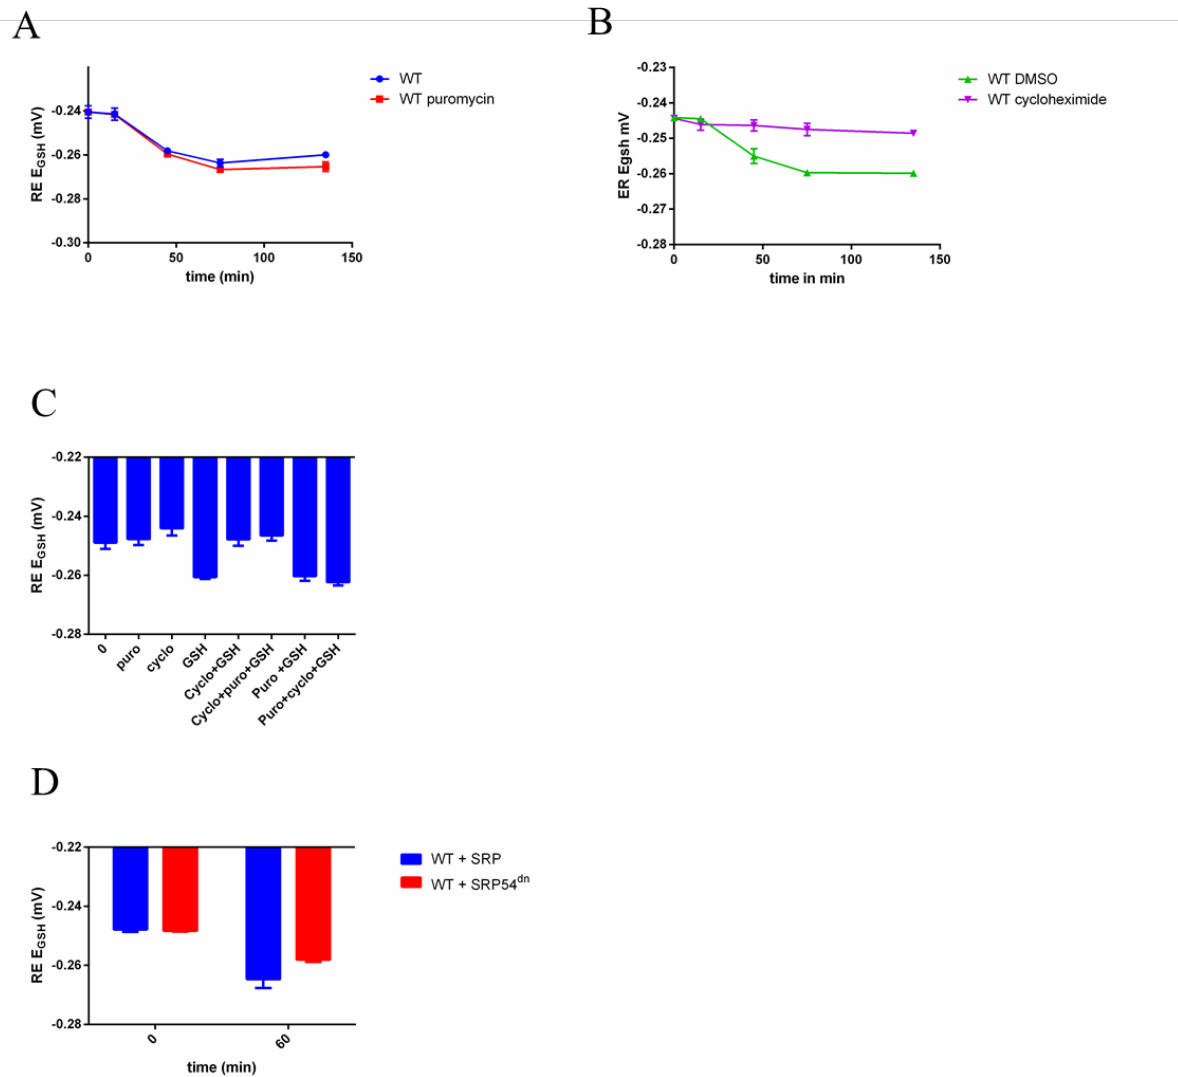 A
WT
WT puromycin
-0.24
-0.26
-0.28
-0.30
RE EGSH (mV)
0
50
100
150
time (min)
B
WT DMSO
WT cycloheximide
-0.23
-0.24
-0.25
-0.26
-0.27
-0.28
ER Egsh mV
0
50
100
150
time in min
C
-0.22
-0.24
-0.26
-0.28
RE EGSH (mV)
0
puro
cyclo
GSH
Cyclo+GSH
Cyclo+puro+GSH
Puro +GSH
Puro+cyclo+GSH
D
WT + SRP
WT + SRP54dn
-0.22
-0.24
-0.26
-0.28
RE EGSH (mV)
0
60
time (min)